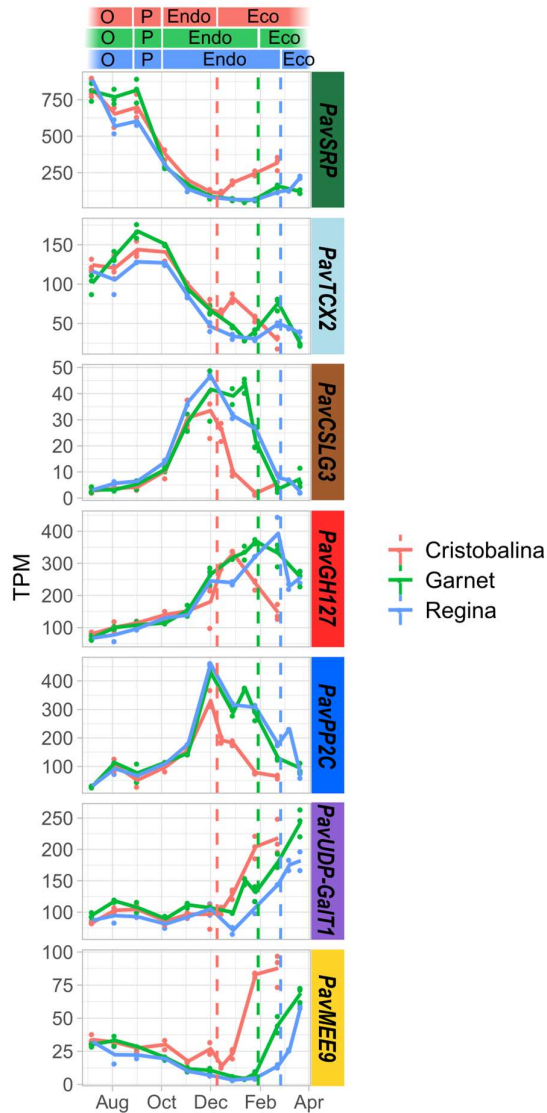 O P Endo Eco
O P Endo Eco
O P Endo Eco
750
500
250
PavSRP
150
100
50
PavTCX2
50
40
30
20
10
0
PavCSLG3
TPM
400
300
200
100
PavGH127
Cristobalina
Garnet
Regina
400
300
200
100
PavPP2C
250
200
150
100
50
PavUDP-GalT1
100
75
50
25
0
PavMEE9
Aug Oct Dec Feb Apr